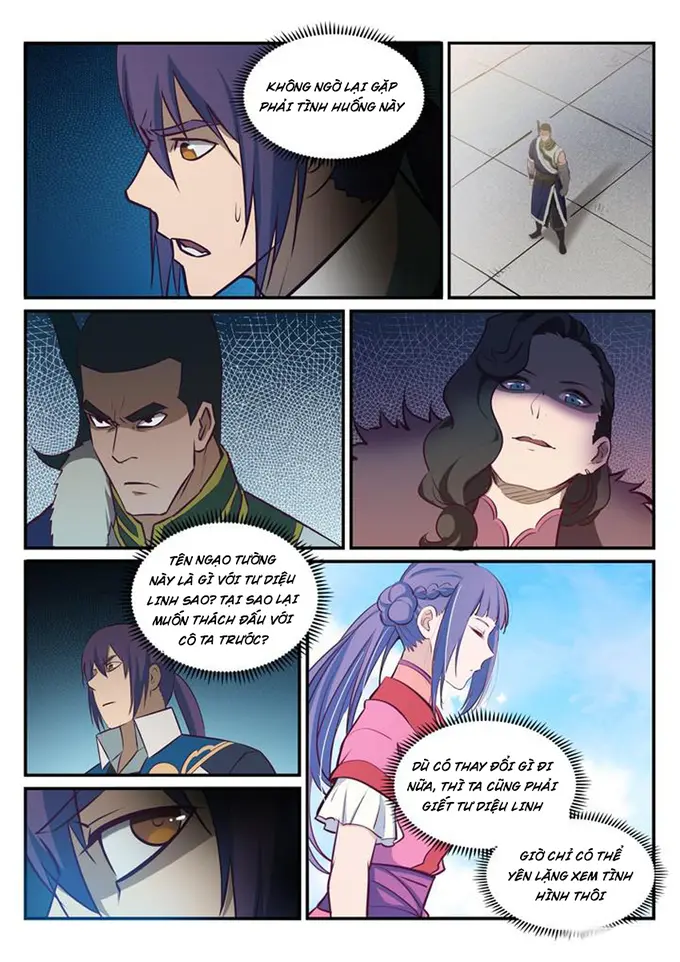 KHÔNG NGỜ LẠI GẶP
PHẢI TÌNH HUỐNG NÀY
TÊN NGẠO TƯỜNG
NÀY LÀ GÌ VỚI TƯ DIỆU
LINH SAO? TẠI SAO LẠI
MUỐN THÁCH ĐẤU VỚI
CÔ TA TRƯỚC?
DÙ CÓ THAY ĐỔI GÌ ĐI
NỮA, THÌ TA CŨNG PHẢI
GIẾT TƯ DIỆU LINH
GIỜ CHỈ CÓ THỂ
YÊN LẶNG XEM TÌNH
HÌNH THÔI